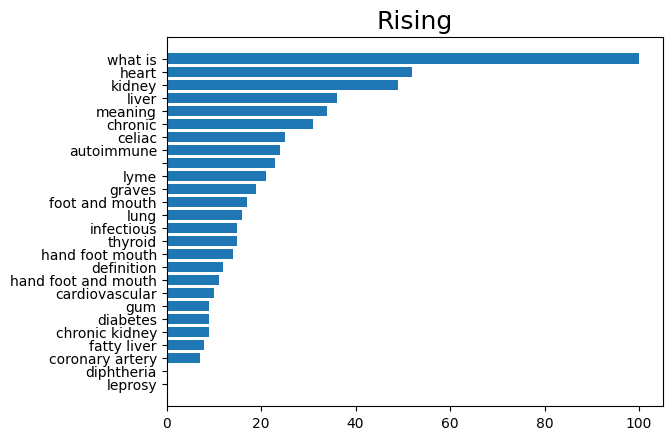 Rising
what is
heart
kidney
liver
meaning
chronic
celiac
autoimmune
lyme
graves
foot and mouth
lung
infectious
thyroid
hand foot mouth
definition
hand foot and mouth
cardiovascular
gum
diabetes
chronic kidney
fatty liver
coronary artery
diphtheria
leprosy
0 20 40 60 80 100